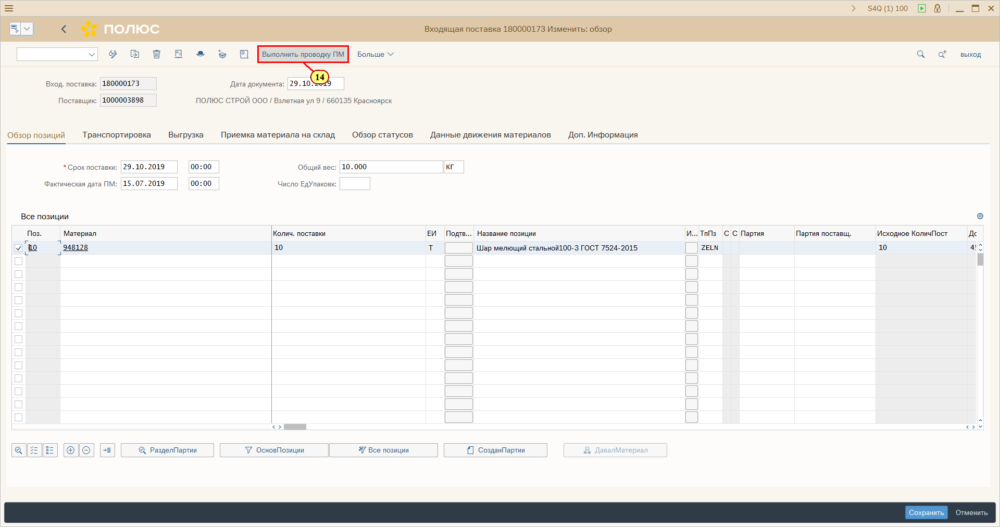 S4Q (1) 100
ПОЛЮС
Входящая поставка 180000173 Изменить: обзор
Выполнить проводку ПМ
Больше
выход
14
Вход. поставка: 180000173
Дата документа: 29.10.2019
Поставщик: 1000003898
ПОЛЮС СТРОЙ ООО / Взлетная ул 9 / 660135 Красноярск
Обзор позиций Транспортировка Выгрузка Приемка материала на склад Обзор статусов Данные движения материалов Доп. Информация
* Срок поставки: 29.10.2019 00:00 Общий вес: 10.000 КГ
Фактическая дата ПМ: 15.07.2019 00:00 Число ЕдУпаковк:
Все позиции
Поз. Материал Колич. поставки ЕИ Подтв... Название позиции И... ТпПз С С Партия Партия поставщ. Исходное КоличПост
10 948128 10 Т Шар мелющий стальной100-3 ГОСТ 7524-2015 ZELN 10
РазделПартии ОсновПозиции Все позиции СозданПартии ДавалМатериал
Сохранить Отменить